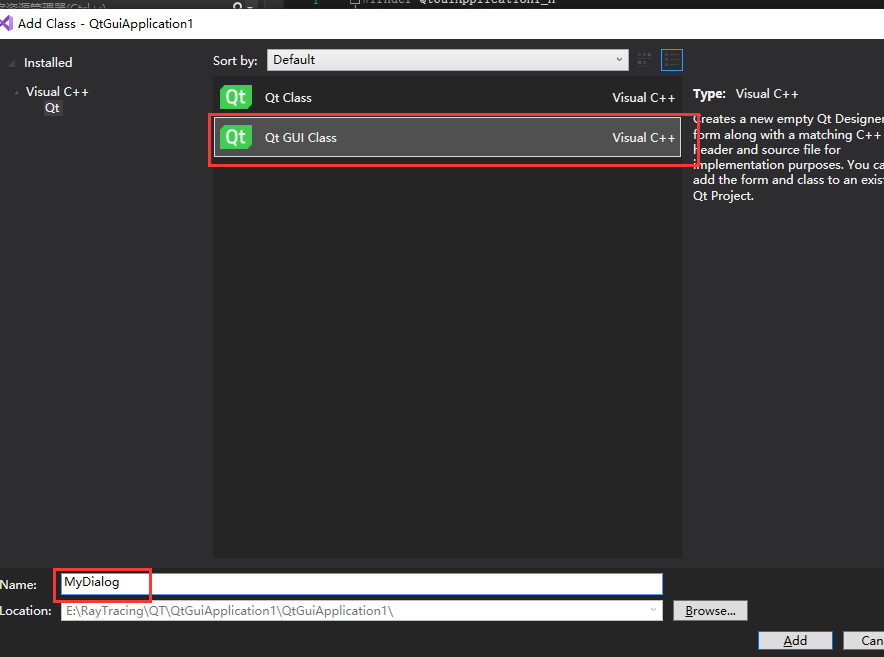 Add Class - QtGuiApplication1
Installed
Sort by:
Default
Visual C++
Qt
Qt
Qt Class
Visual C++
Qt
Qt GUI Class
Visual C++
Type: Visual C++
Creates a new empty Qt Designer
form along with a matching C++
header and source file for
implementation purposes. You ca
add the form and class to an exis
Qt Project.
Name:
MyDialog
Location:
E:\RayTracing\QT\QtGuiApplication1\QtGuiApplication1\
Browse...
Add
Can